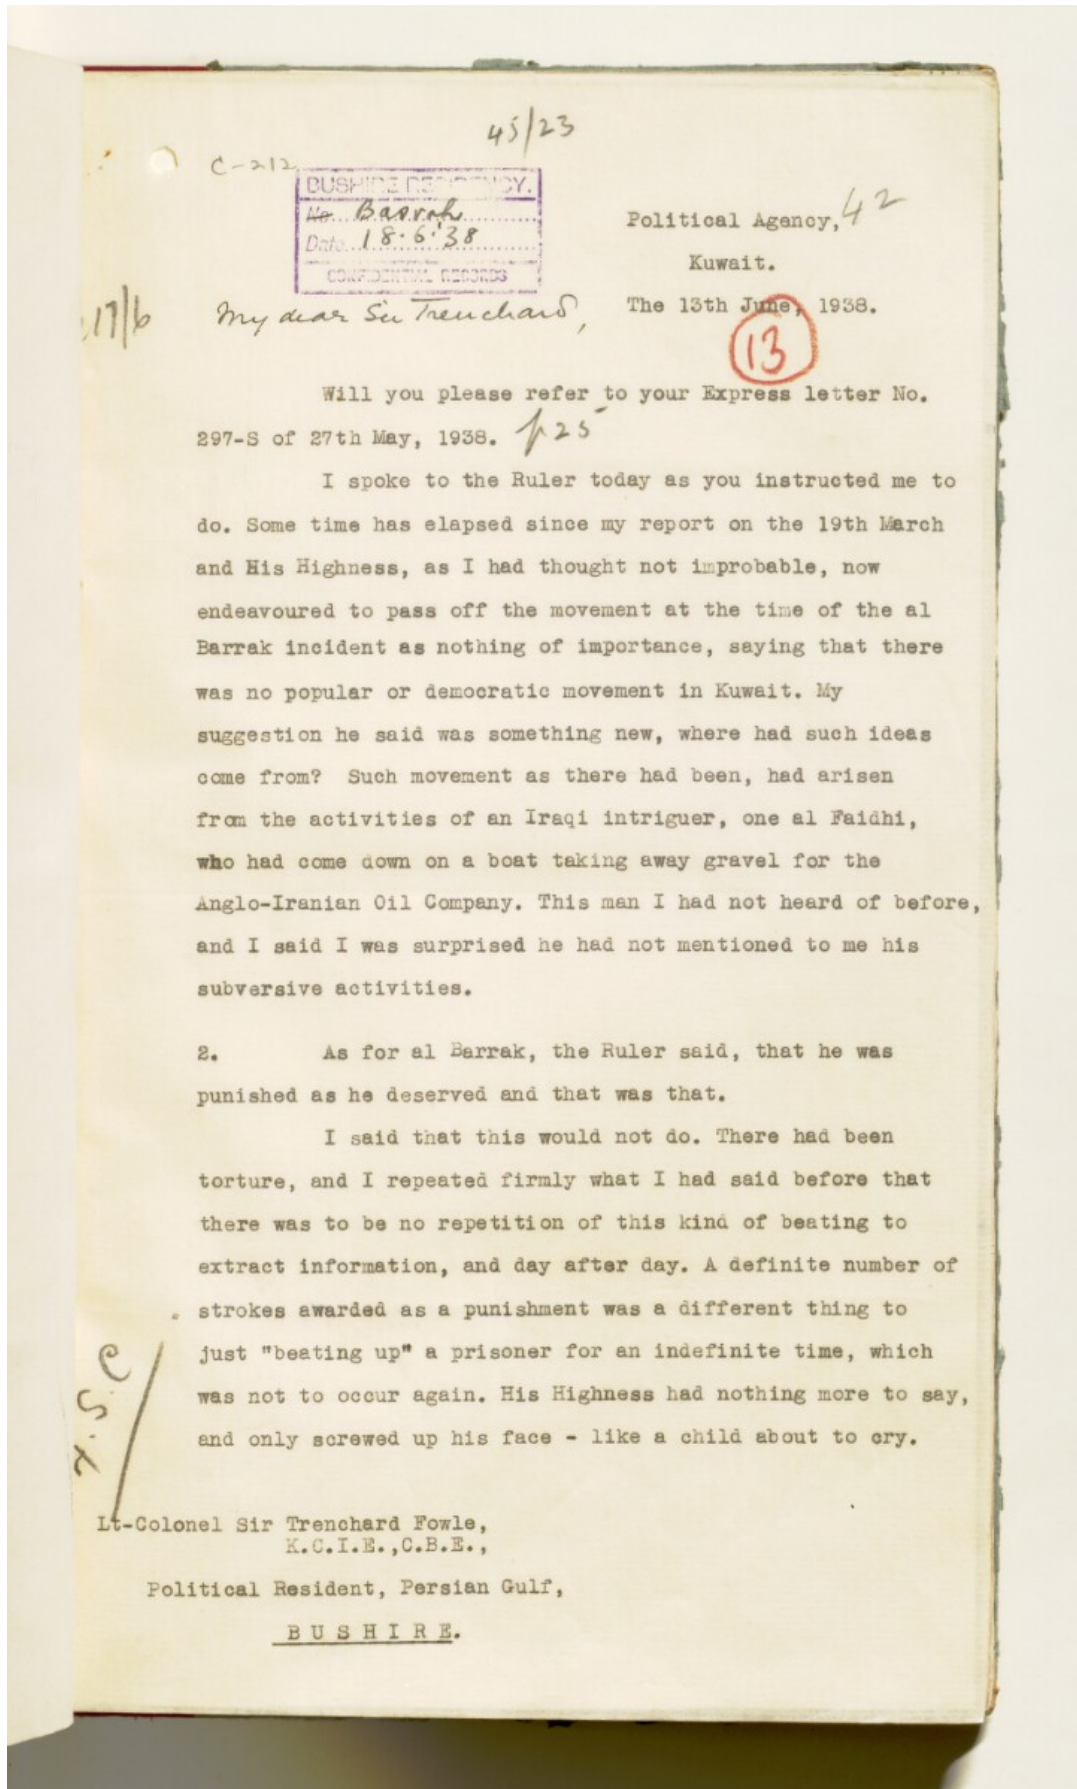 45/23
C-212
BUSHIRE RESIDENCY.
No. Basrah
Date 18.6.'38
CONFIDENTIAL RECORDS
Political Agency, 42
Kuwait.
The 13th June, 1938.
17/6
My dear Sir Trenchard,
13
Will you please refer to your Express letter No.
297-S of 27th May, 1938. p 25
I spoke to the Ruler today as you instructed me to
do. Some time has elapsed since my report on the 19th March
and His Highness, as I had thought not improbable, now
endeavoured to pass off the movement at the time of the al
Barrak incident as nothing of importance, saying that there
was no popular or democratic movement in Kuwait. My
suggestion he said was something new, where had such ideas
come from? Such movement as there had been, had arisen
from the activities of an Iraqi intriguer, one al Faidhi,
who had come down on a boat taking away gravel for the
Anglo-Iranian Oil Company. This man I had not heard of before,
and I said I was surprised he had not mentioned to me his
subversive activities.
2. As for al Barrak, the Ruler said, that he was
punished as he deserved and that was that.
I said that this would not do. There had been
torture, and I repeated firmly what I had said before that
there was to be no repetition of this kind of beating to
extract information, and day after day. A definite number of
strokes awarded as a punishment was a different thing to
just "beating up" a prisoner for an indefinite time, which
was not to occur again. His Highness had nothing more to say,
and only screwed up his face - like a child about to cry.
Lt-Colonel Sir Trenchard Fowle,
K.C.I.E.,C.B.E.,
Political Resident, Persian Gulf,
BUSHIRE.